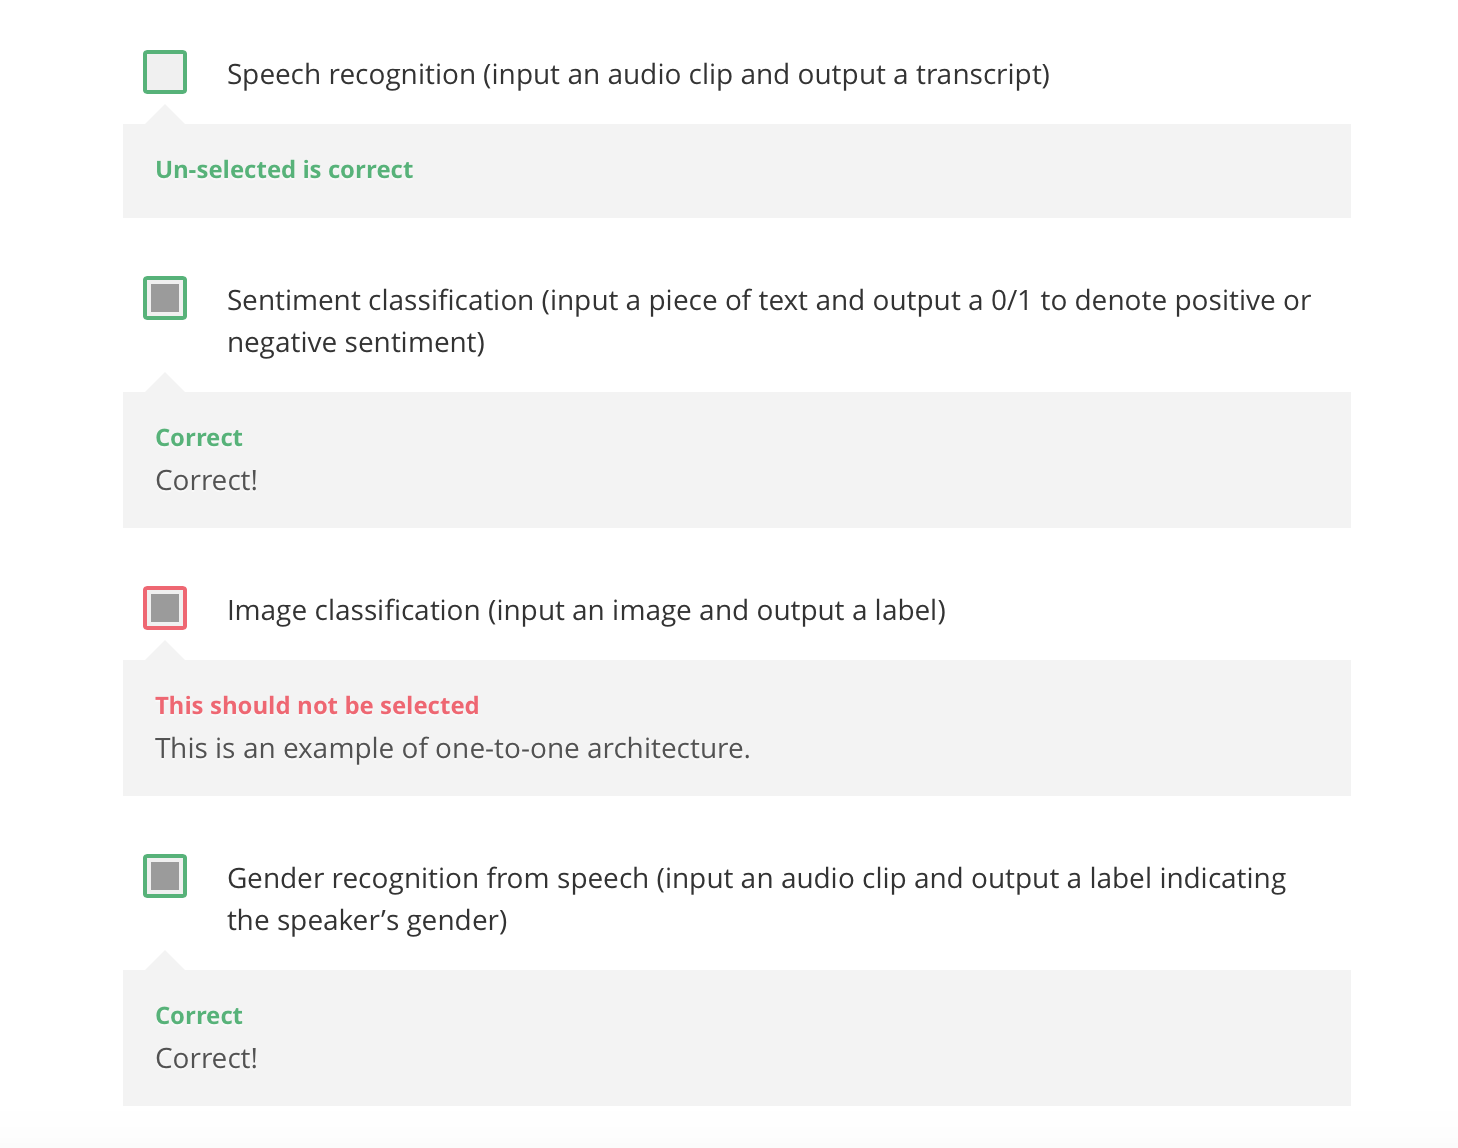 Speech recognition (input an audio clip and output a transcript)
Un-selected is correct
Sentiment classification (input a piece of text and output a 0/1 to denote positive or
negative sentiment)
Correct
Correct!
Image classification (input an image and output a label)
This should not be selected
This is an example of one-to-one architecture.
Gender recognition from speech (input an audio clip and output a label indicating
the speaker’s gender)
Correct
Correct!